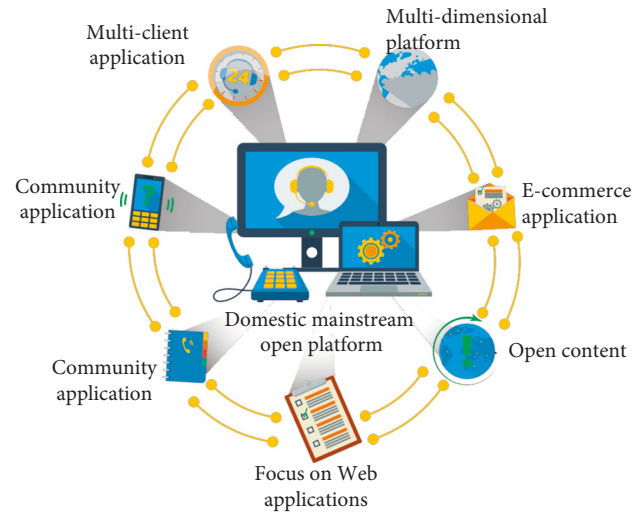 Multi-client
application
Multi-dimensional
platform
24
Community
application
E-commerce
application
Domestic mainstream
open platform
Open content
Community
application
Focus on Web
applications